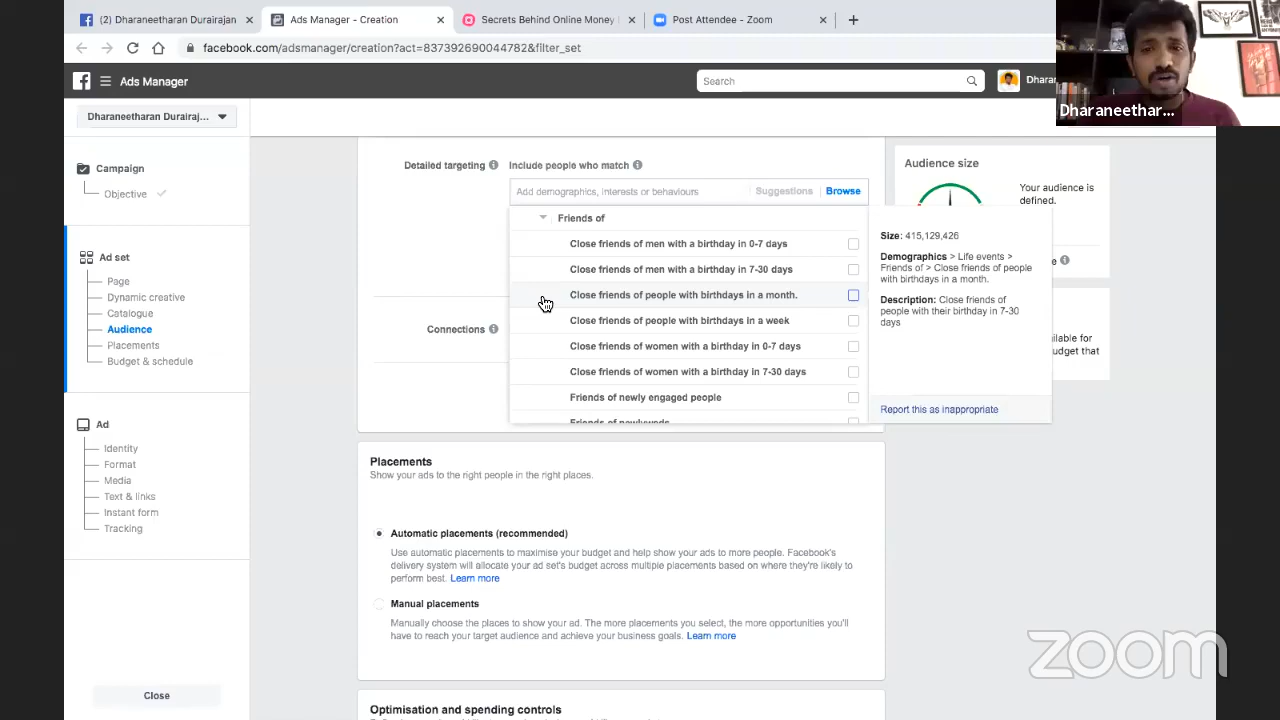 (2) Dharaneetharan Durairajan
Ads Manager - Creation
Secrets Behind Online Money
Post Attendee - Zoom
facebook.com/adsmanager/creation?act=837392690044782&filter_set
Ads Manager
Search
Dharan
Dharaneethar...
Dharaneetharan Durairaj...
Campaign
Objective
Ad set
Page
Dynamic creative
Catalogue
Audience
Placements
Budget & schedule
Ad
Identity
Format
Media
Text & links
Instant form
Tracking
Close
Detailed targeting
Include people who match
Add demographics, interests or behaviours
Suggestions
Browse
Friends of
Close friends of men with a birthday in 0-7 days
Close friends of men with a birthday in 7-30 days
Close friends of people with birthdays in a month.
Close friends of people with birthdays in a week
Close friends of women with a birthday in 0-7 days
Close friends of women with a birthday in 7-30 days
Friends of newly engaged people
Friends of newlyweds
Connections
Size: 415,129,426
Demographics > Life events >
Friends of > Close friends of people
with birthdays in a month.
Description: Close friends of
people with their birthday in 7-30
days
Report this as inappropriate
Audience size
Your audience is
defined.
ilable for
budget that
Placements
Show your ads to the right people in the right places.
Automatic placements (recommended)
Use automatic placements to maximise your budget and help show your ads to more people. Facebook's
delivery system will allocate your ad set's budget across multiple placements based on where they're likely to
perform best. Learn more
Manual placements
Manually choose the places to show your ad. The more placements you select, the more opportunities you'll
have to reach your target audience and achieve your business goals. Learn more
Optimisation and spending controls
zoom